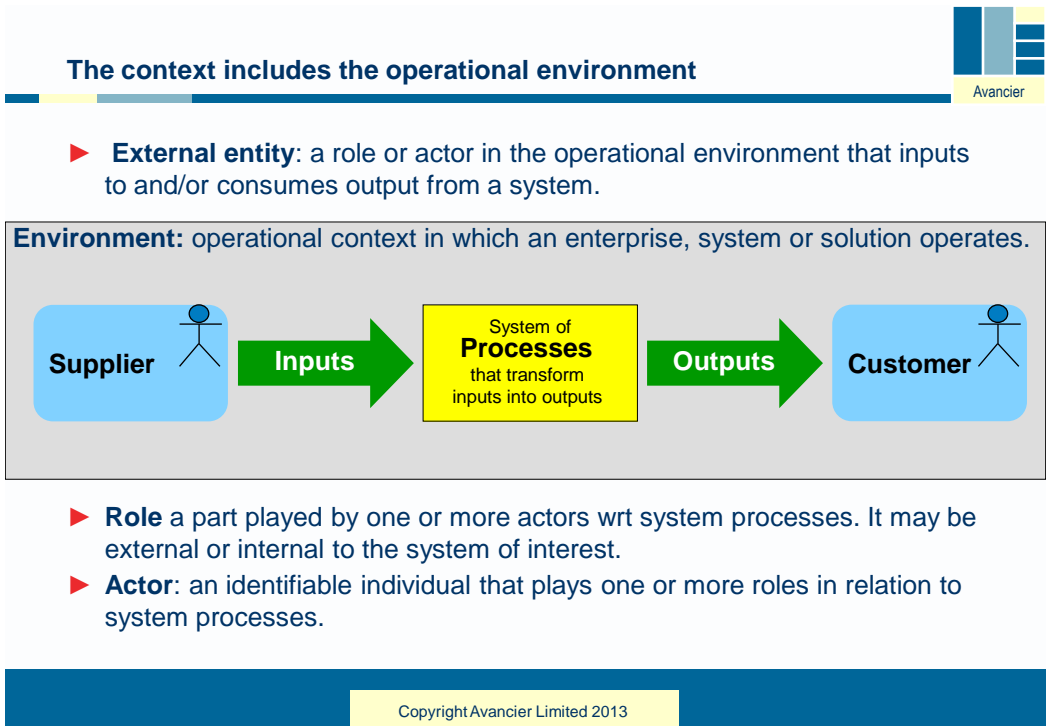 The context includes the operational environment
Avancier
► External entity: a role or actor in the operational environment that inputs
to and/or consumes output from a system.
Environment: operational context in which an enterprise, system or solution operates.
Supplier
Inputs
System of
Processes
that transform
inputs into outputs
Outputs
Customer
► Role a part played by one or more actors wrt system processes. It may be
external or internal to the system of interest.
► Actor: an identifiable individual that plays one or more roles in relation to
system processes.
Copyright Avancier Limited 2013